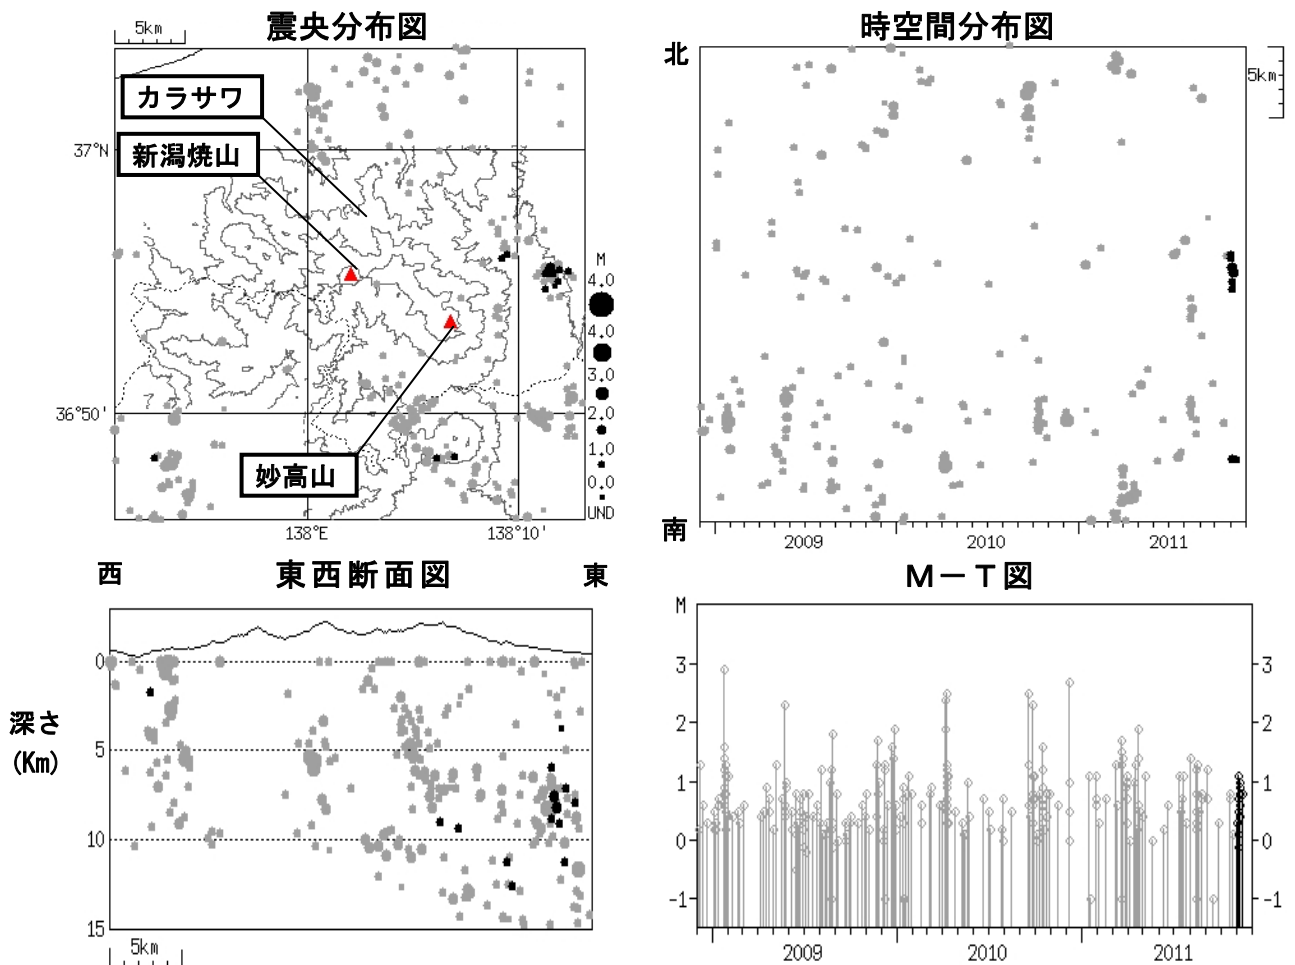 震央分布図
5km
カラサワ
新潟焼山
37°N
36°50'
妙高山
138°E
138°10'
M
4.0
4.0
3.0
2.0
1.0
0.0
UND
時空間分布図
北
5km
南
2009
2010
2011
西
東西断面図
東
0
5
10
15
深さ
(Km)
5km
M－T図
M
3
2
1
0
-1
3
2
1
0
-1
2009
2010
2011